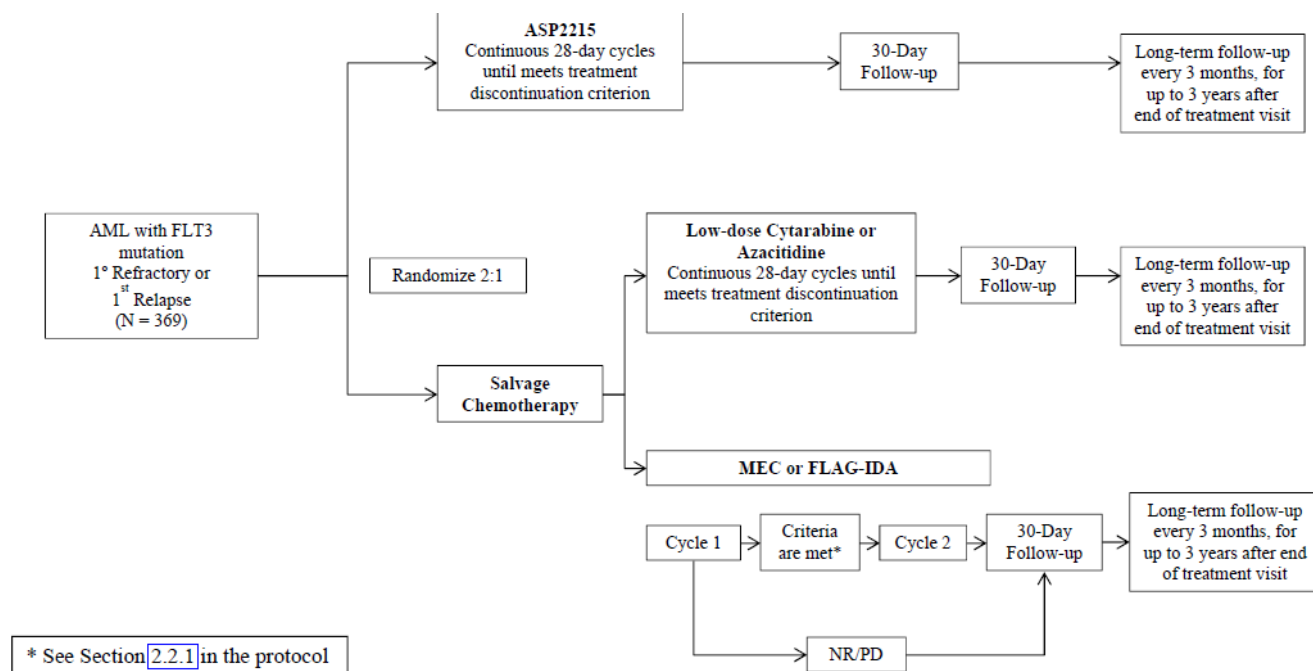 ASP2215
Continuous 28-day cycles
until meets treatment
discontinuation criterion
30-Day
Follow-up
Long-term follow-up
every 3 months, for
up to 3 years after
end of treatment visit
AML with FLT3
mutation
1° Refractory or
1st Relapse
(N = 369)
Randomize 2:1
Salvage
Chemotherapy
Low-dose Cytarabine or
Azacitidine
Continuous 28-day cycles until
meets treatment discontinuation
criterion
30-Day
Follow-up
Long-term follow-up
every 3 months, for
up to 3 years after
end of treatment visit
MEC or FLAG-IDA
Cycle 1
Criteria
are met*
Cycle 2
30-Day
Follow-up
Long-term follow-up
every 3 months, for
up to 3 years after end
of treatment visit
NR/PD
* See Section 2.2.1 in the protocol